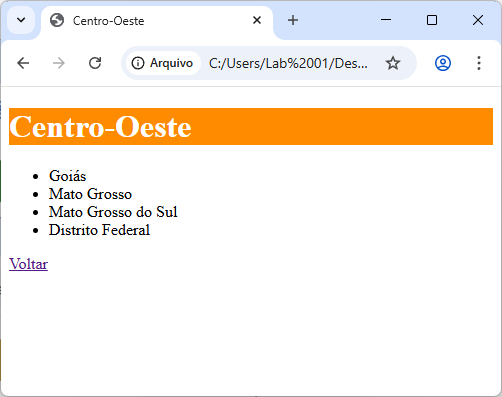 Centro-Oeste
Arquivo C:/Users/Lab%2001/Des...
Centro-Oeste
Goiás
Mato Grosso
Mato Grosso do Sul
Distrito Federal
Voltar